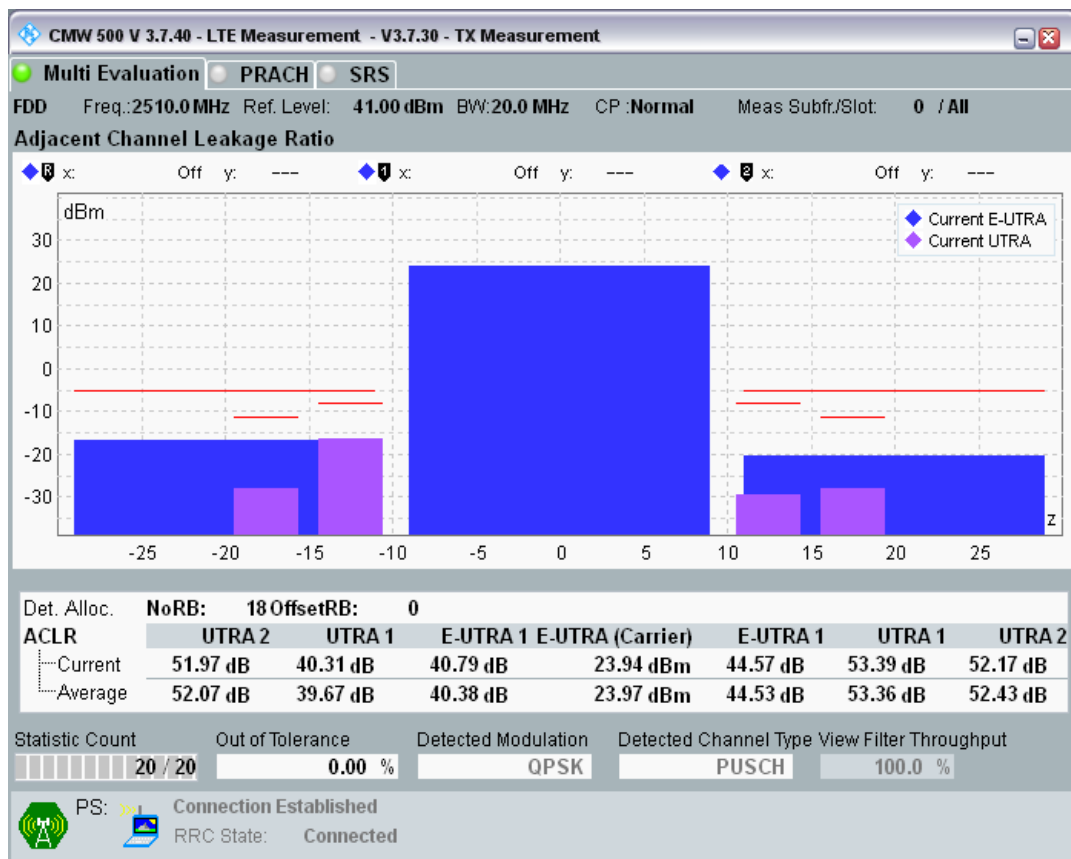 CMW 500 V 3.7.40 - LTE Measurement - V3.7.30 - TX Measurement
Multi Evaluation PRACH SRS
FDD Freq.:2510.0 MHz Ref. Level: 41.00 dBm BW:20.0 MHz CP :Normal Meas Subfr./Slot: 0 / All
Adjacent Channel Leakage Ratio
R x: Off y: --- 1 x: Off y: --- 2 x: Off y: ---
dBm
Current E-UTRA
Current UTRA
30
20
10
0
-10
-20
-30
z
-25 -20 -15 -10 -5 0 5 10 15 20 25
Det. Alloc. NoRB: 18 OffsetRB: 0
ACLR UTRA 2 UTRA 1 E-UTRA 1 E-UTRA (Carrier) E-UTRA 1 UTRA 1 UTRA 2
Current 51.97 dB 40.31 dB 40.79 dB 23.94 dBm 44.57 dB 53.39 dB 52.17 dB
Average 52.07 dB 39.67 dB 40.38 dB 23.97 dBm 44.53 dB 53.36 dB 52.43 dB
Statistic Count Out of Tolerance Detected Modulation Detected Channel Type View Filter Throughput
20 / 20 0.00 % QPSK PUSCH 100.0 %
PS: Connection Established
RRC State: Connected